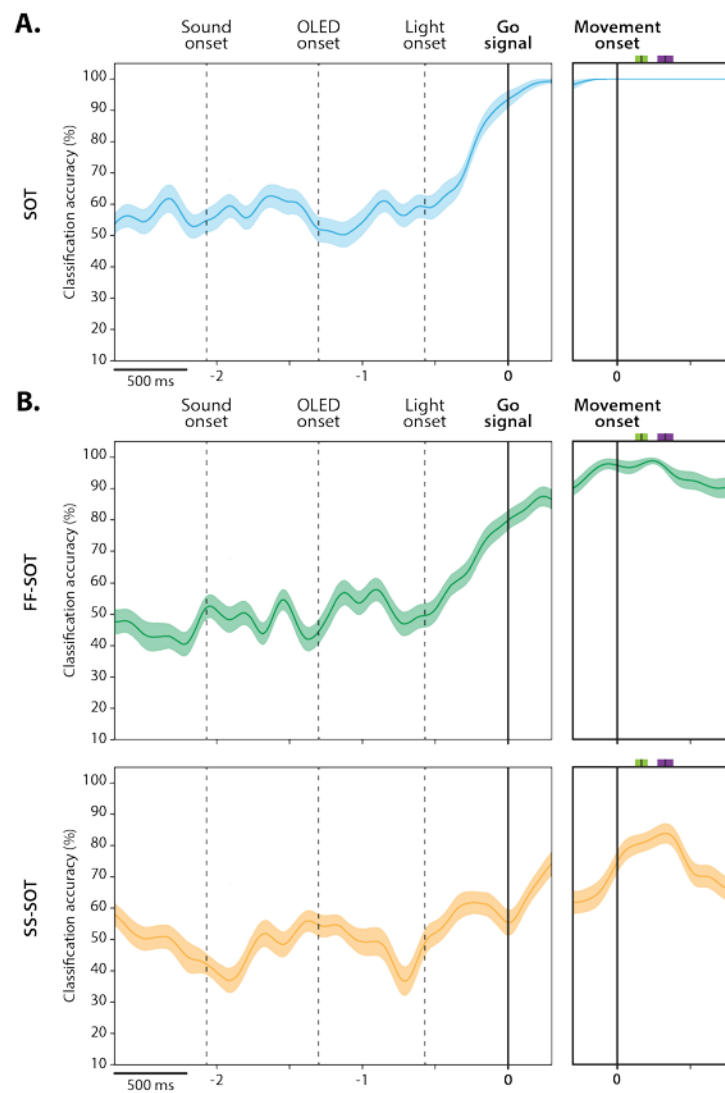 A.
Sound onset
OLED onset
Light onset
Go signal
Movement onset
SOT
Classification accuracy (%)
100
90
80
70
60
50
40
30
20
10
500 ms
-2
-1
0
0
B.
Sound onset
OLED onset
Light onset
Go signal
Movement onset
FF-SOT
Classification accuracy (%)
100
90
80
70
60
50
40
30
20
10
SS-SOT
Classification accuracy (%)
100
90
80
70
60
50
40
30
20
10
500 ms
-2
-1
0
0